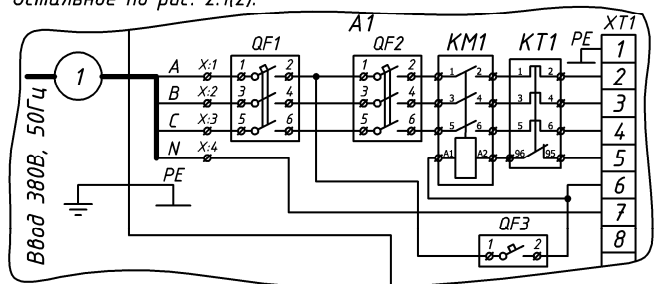 Остальное по рис. 2.1(2).
A1
XT1
QF1
QF2
KM1
KT1
PE
1
Ввод 380В, 50Гц
A X:1 1 2 1 2 1 2 1 2
B X:2 3 4 3 4 3 4 3 4
C X:3 5 6 5 6 5 6 5 6
N X:4 A1 A2 96 95
PE
1
2
3
4
5
6
7
8
QF3
1 2